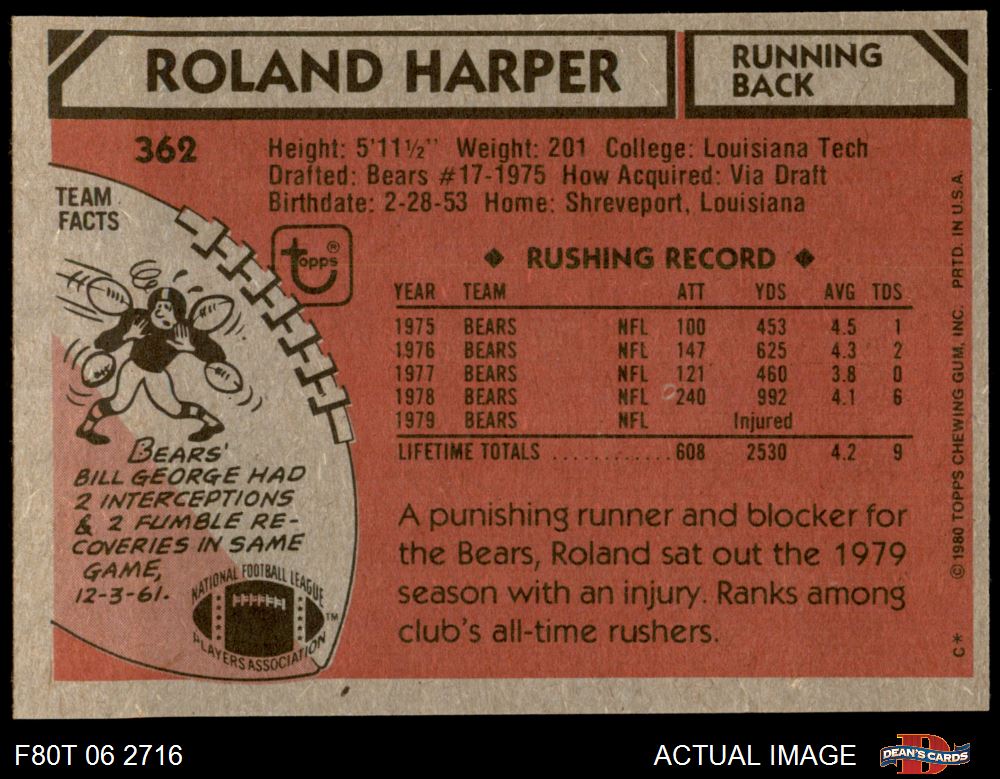 ROLAND HARPER
RUNNING
BACK
362
Height: 5'11½" Weight: 201 College: Louisiana Tech
Drafted: Bears #17-1975 How Acquired: Via Draft
Birthdate: 2-28-53 Home: Shreveport, Louisiana
TEAM
FACTS
topps®
BEARS'
BILL GEORGE HAD
2 INTERCEPTIONS
& 2 FUMBLE RE-
COVERIES IN SAME
GAME,
12-3-61.
NATIONAL FOOTBALL LEAGUE
PLAYERS ASSOCIATION
TM
◆ RUSHING RECORD ◆
YEAR TEAM ATT YDS AVG TDS
1975 BEARS NFL 100 453 4.5 1
1976 BEARS NFL 147 625 4.3 2
1977 BEARS NFL 121 460 3.8 0
1978 BEARS NFL 240 992 4.1 6
1979 BEARS NFL Injured
LIFETIME TOTALS ............ 608 2530 4.2 9
A punishing runner and blocker for
the Bears, Roland sat out the 1979
season with an injury. Ranks among
club's all-time rushers.
C* © 1980 TOPPS CHEWING GUM, INC. PRTD. IN U.S.A.
F80T 06 2716
ACTUAL IMAGE
DEAN'S CARDS